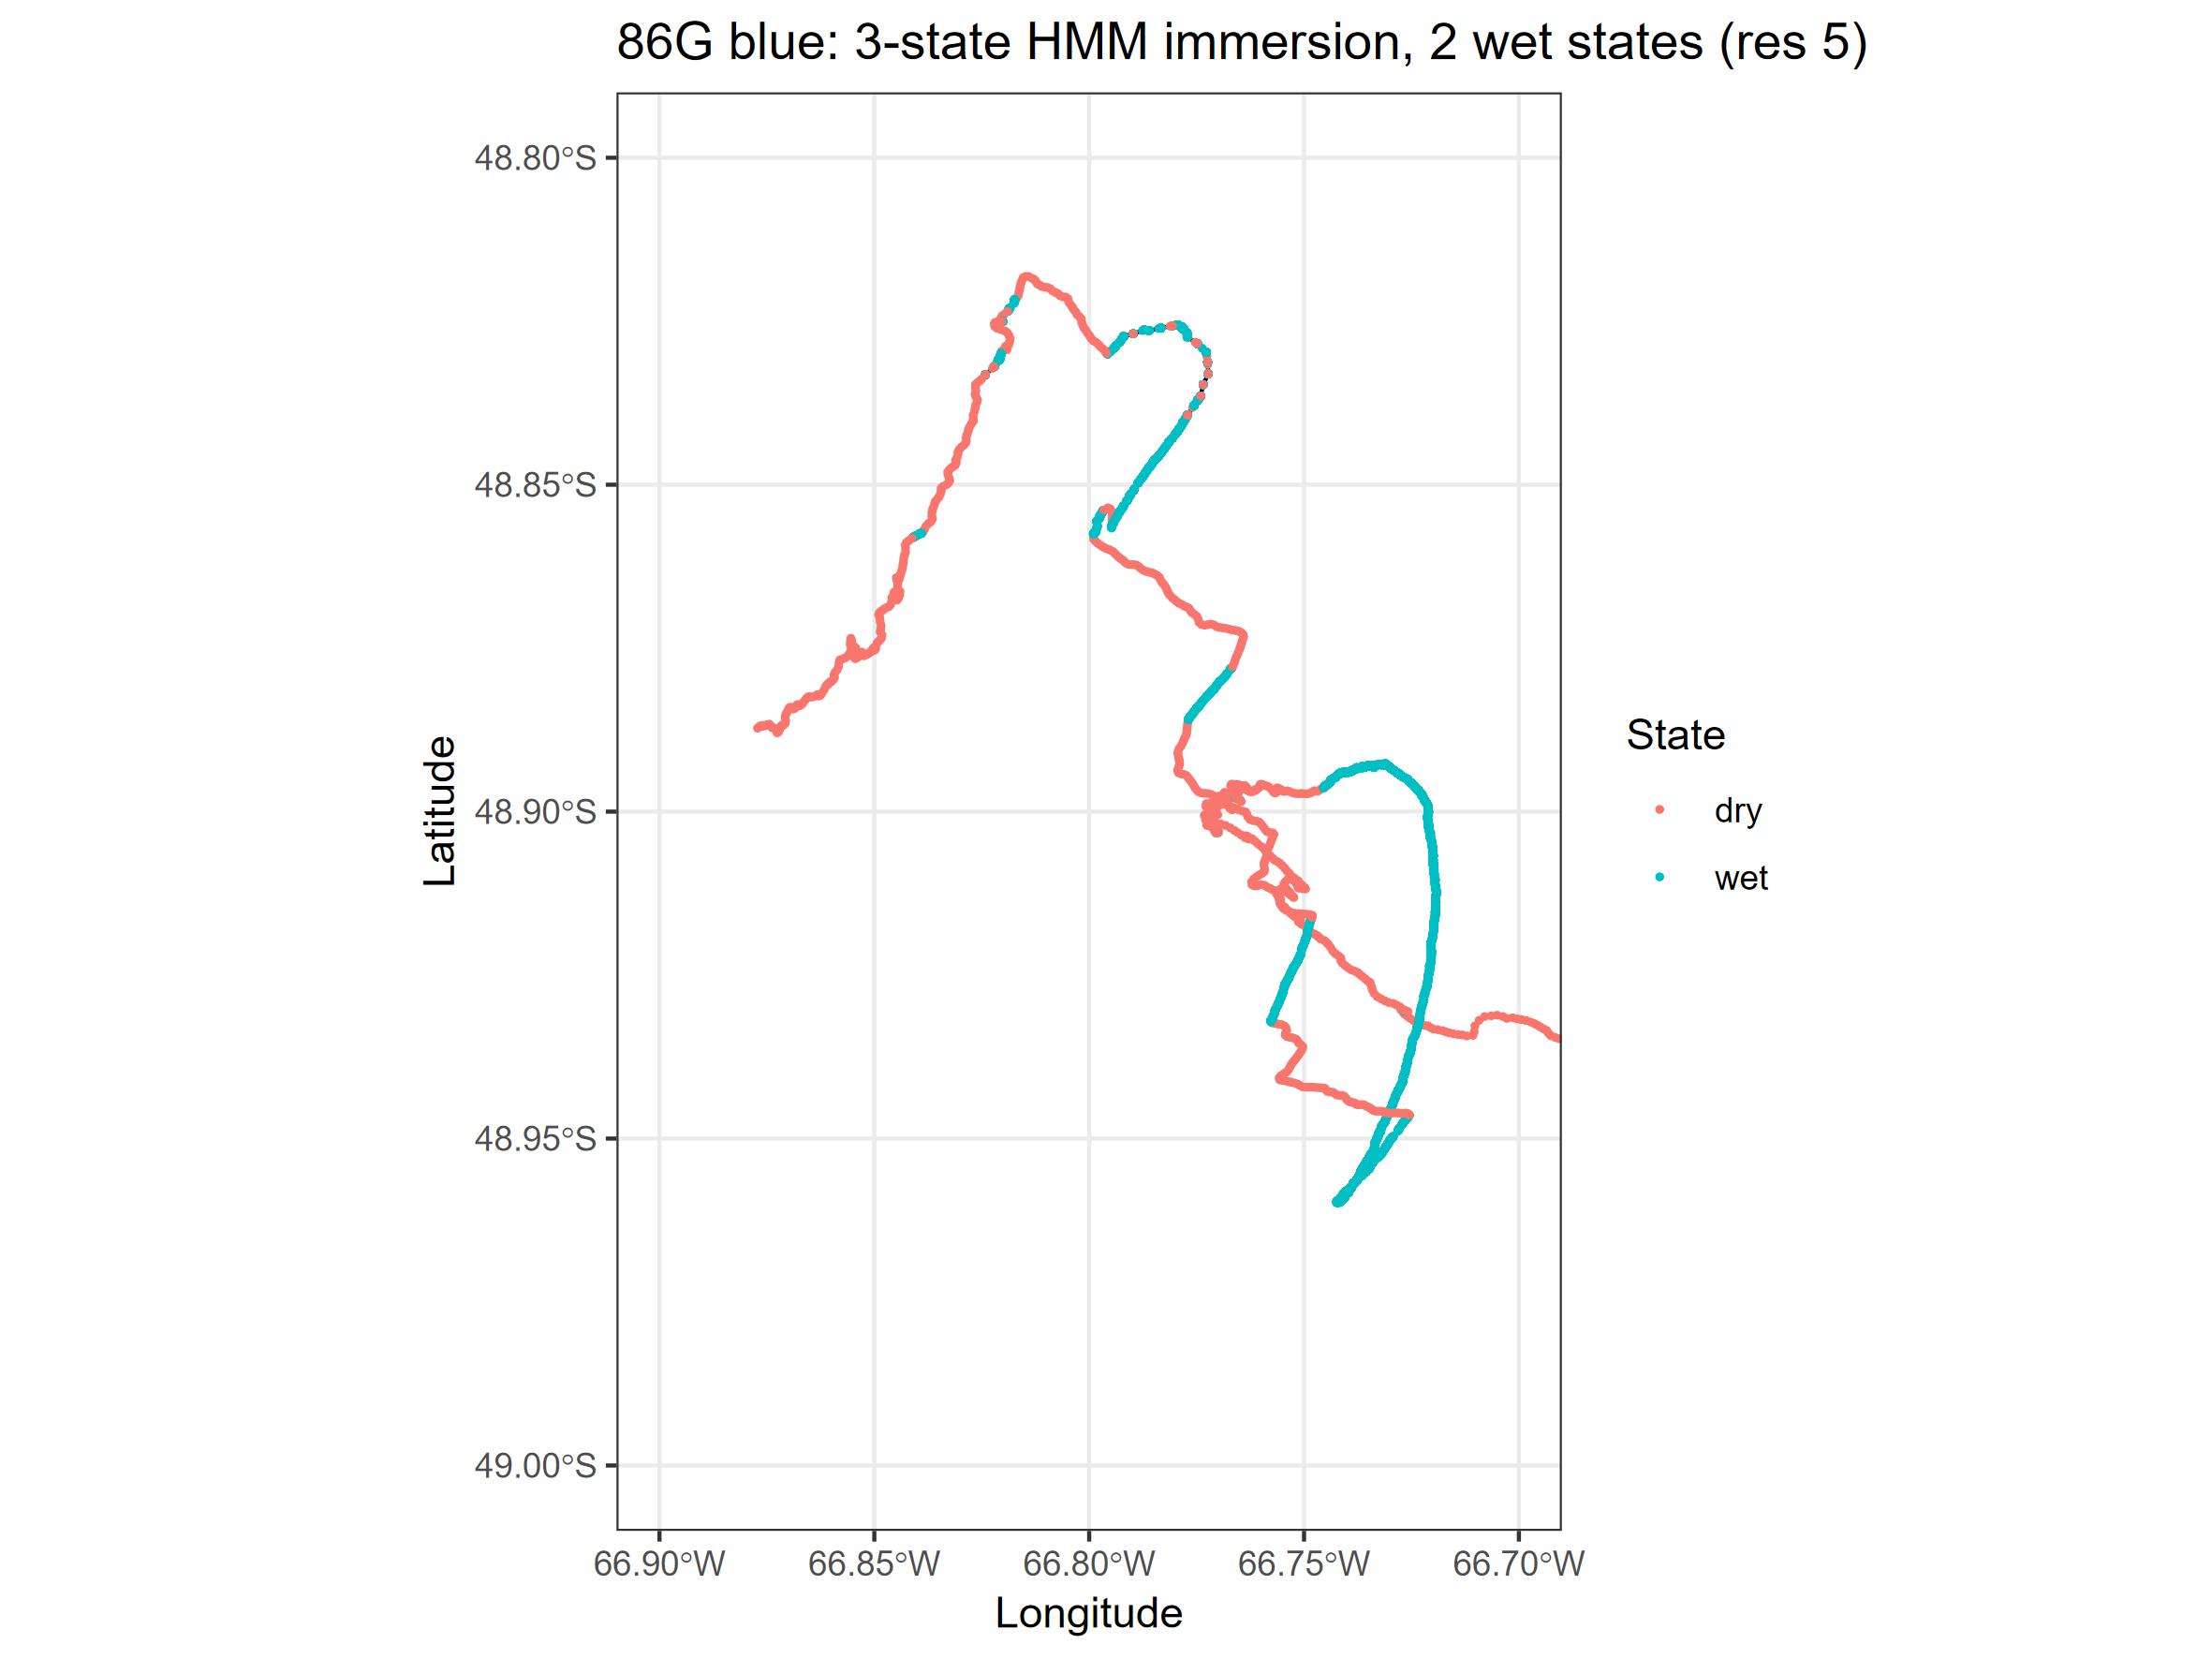 86G blue: 3-state HMM immersion, 2 wet states (res 5)
48.80°S
48.85°S
48.90°S
48.95°S
49.00°S
Latitude
66.90°W 66.85°W 66.80°W 66.75°W 66.70°W
Longitude
State
dry
wet